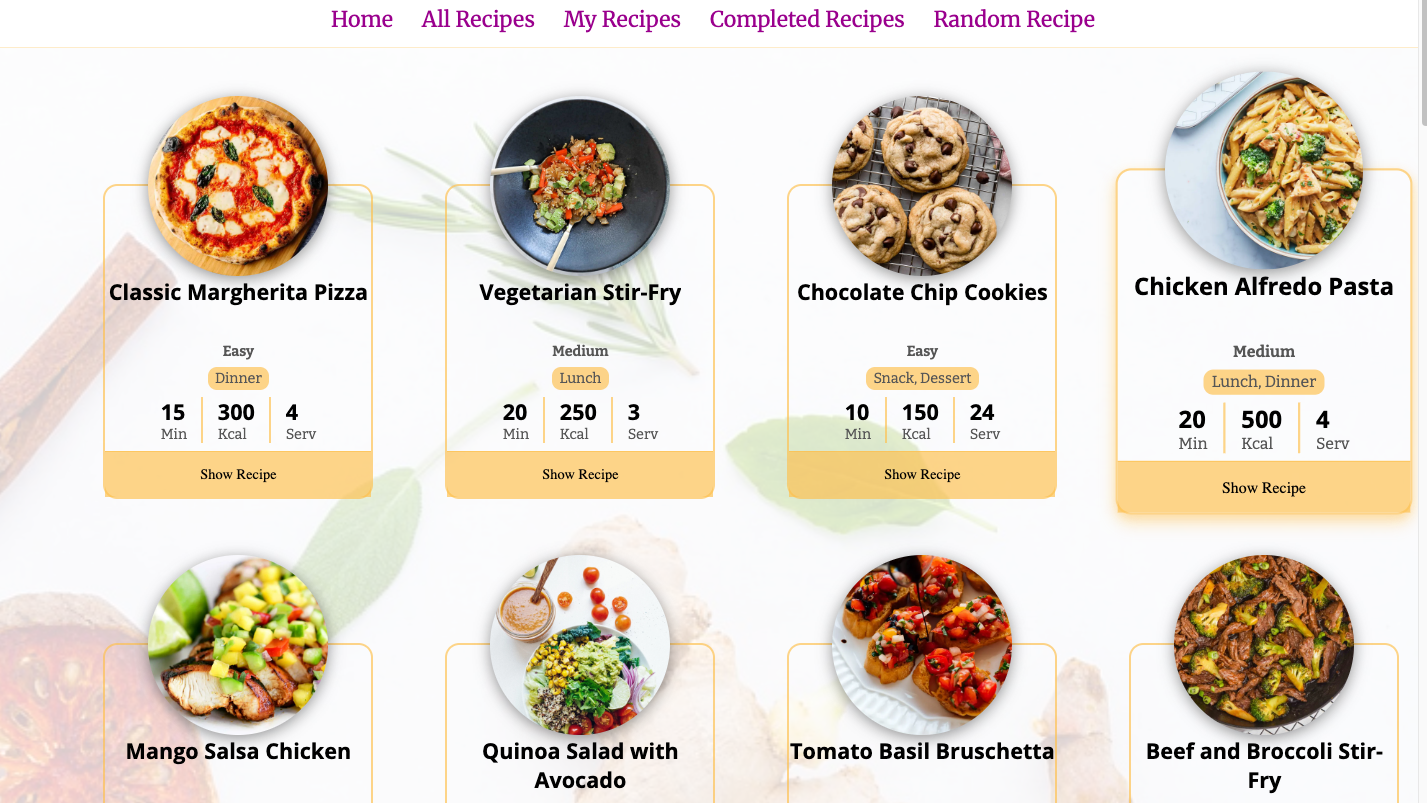 Home All Recipes My Recipes Completed Recipes Random Recipe
Classic Margherita Pizza
Easy
Dinner
15 300 4
Min Kcal Serv
Show Recipe
Vegetarian Stir-Fry
Medium
Lunch
20 250 3
Min Kcal Serv
Show Recipe
Chocolate Chip Cookies
Easy
Snack, Dessert
10 150 24
Min Kcal Serv
Show Recipe
Chicken Alfredo Pasta
Medium
Lunch, Dinner
20 500 4
Min Kcal Serv
Show Recipe
Mango Salsa Chicken
Quinoa Salad with
Avocado
Tomato Basil Bruschetta
Beef and Broccoli Stir-
Fry